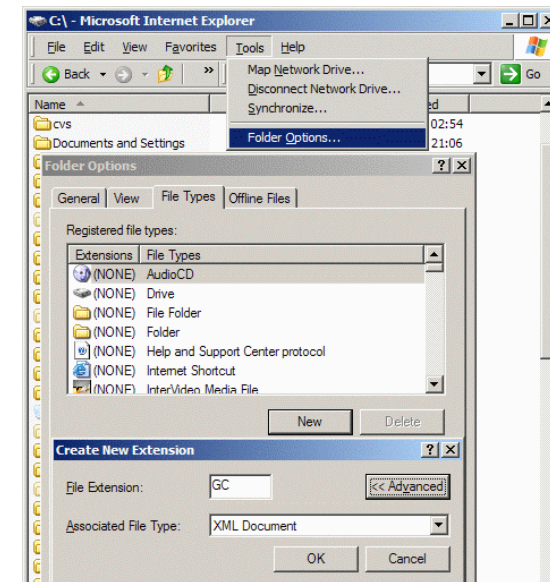 C:\ - Microsoft Internet Explorer
File Edit View Favorites Tools Help
Back » Go
Map Network Drive...
Disconnect Network Drive...
Synchronize...
Folder Options...
Name
cvs 02:54
Documents and Settings 21:06
Folder Options
General View File Types Offline Files
Registered file types:
Extensions File Types
(NONE) AudioCD
(NONE) Drive
(NONE) File Folder
(NONE) Folder
(NONE) Help and Support Center protocol
(NONE) Internet Shortcut
(NONE) InterVideo Media File
New Delete
Create New Extension
File Extension: GC << Advanced
Associated File Type: XML Document
OK Cancel